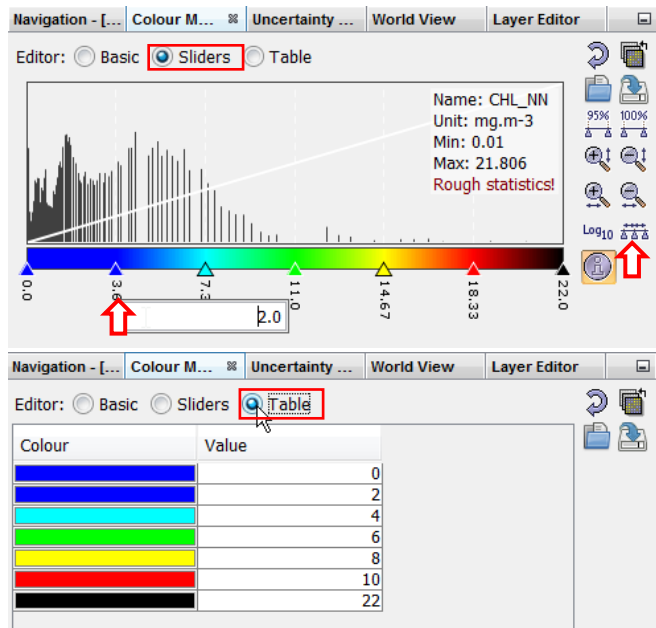 Navigation - [... Colour M... Uncertainty ... World View Layer Editor
Editor: Basic Sliders Table
Name: CHL_NN
Unit: mg.m-3
Min: 0.01
Max: 21.806
Rough statistics!
95% 100%
Log10
0.0 7.3 11.0 14.67 18.33 22.0
2.0
Navigation - [... Colour M... Uncertainty ... World View Layer Editor
Editor: Basic Sliders Table
Colour Value
0
2
4
6
8
10
22